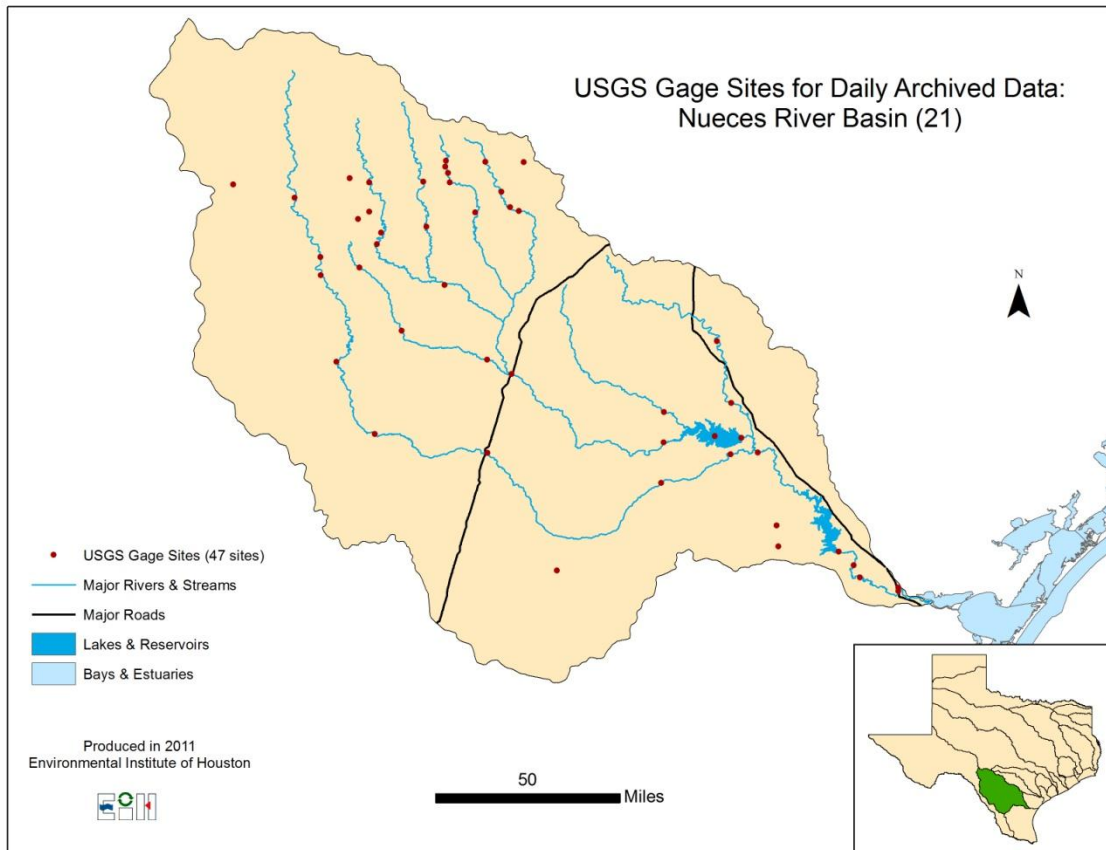 USGS Gage Sites for Daily Archived Data:
Nueces River Basin (21)
N
USGS Gage Sites (47 sites)
Major Rivers & Streams
Major Roads
Lakes & Reservoirs
Bays & Estuaries
Produced in 2011
Environmental Institute of Houston
EIH
50
Miles